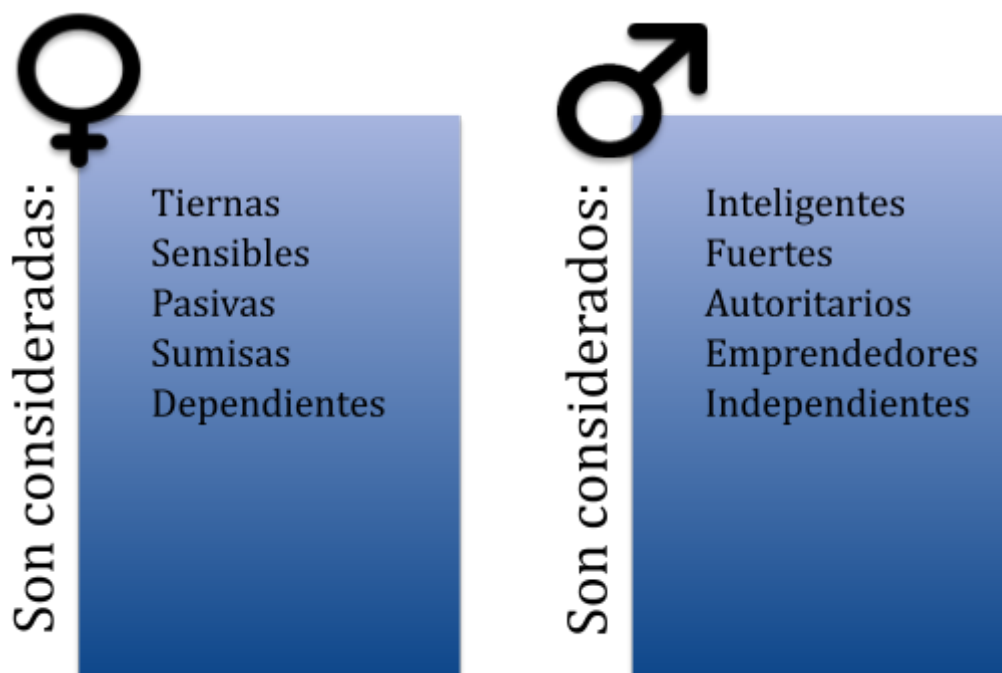 Son consideradas:
Tiernas
Sensibles
Pasivas
Sumisas
Dependientes
Son considerados:
Inteligentes
Fuertes
Autoritarios
Emprendedores
Independientes